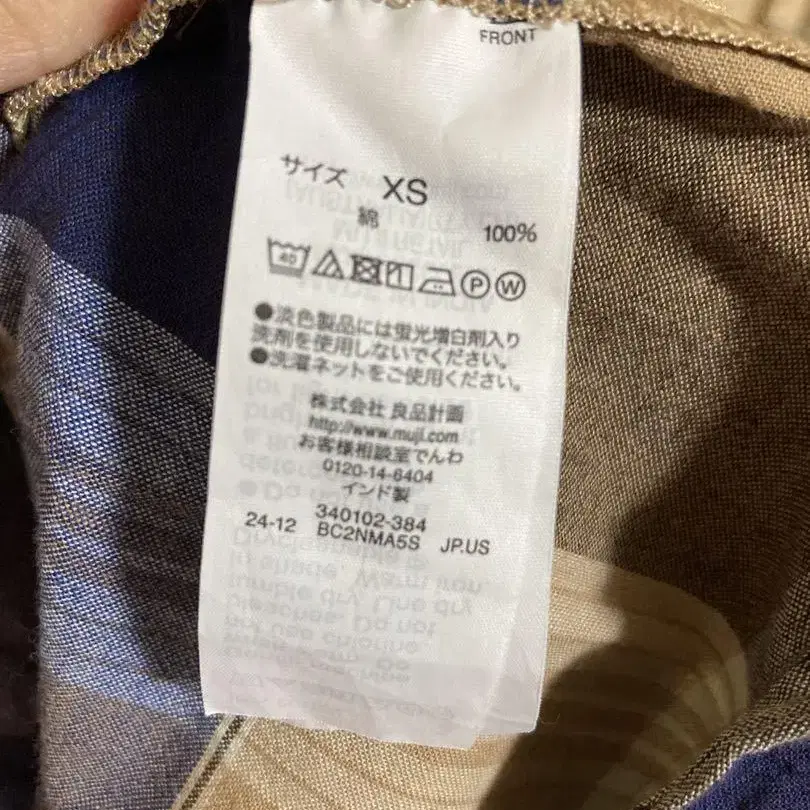 FRONT
サイズ XS
綿 100%
40 P W
●淡色製品には蛍光増白剤入り
洗剤を使用しないでください。
●洗濯ネットをご使用ください。
株式会社 良品計画
http://www.muji.com
お客様相談室でんわ
0120-14-6404
インド製
340102-384
24-12 BC2NMA5S JP.US